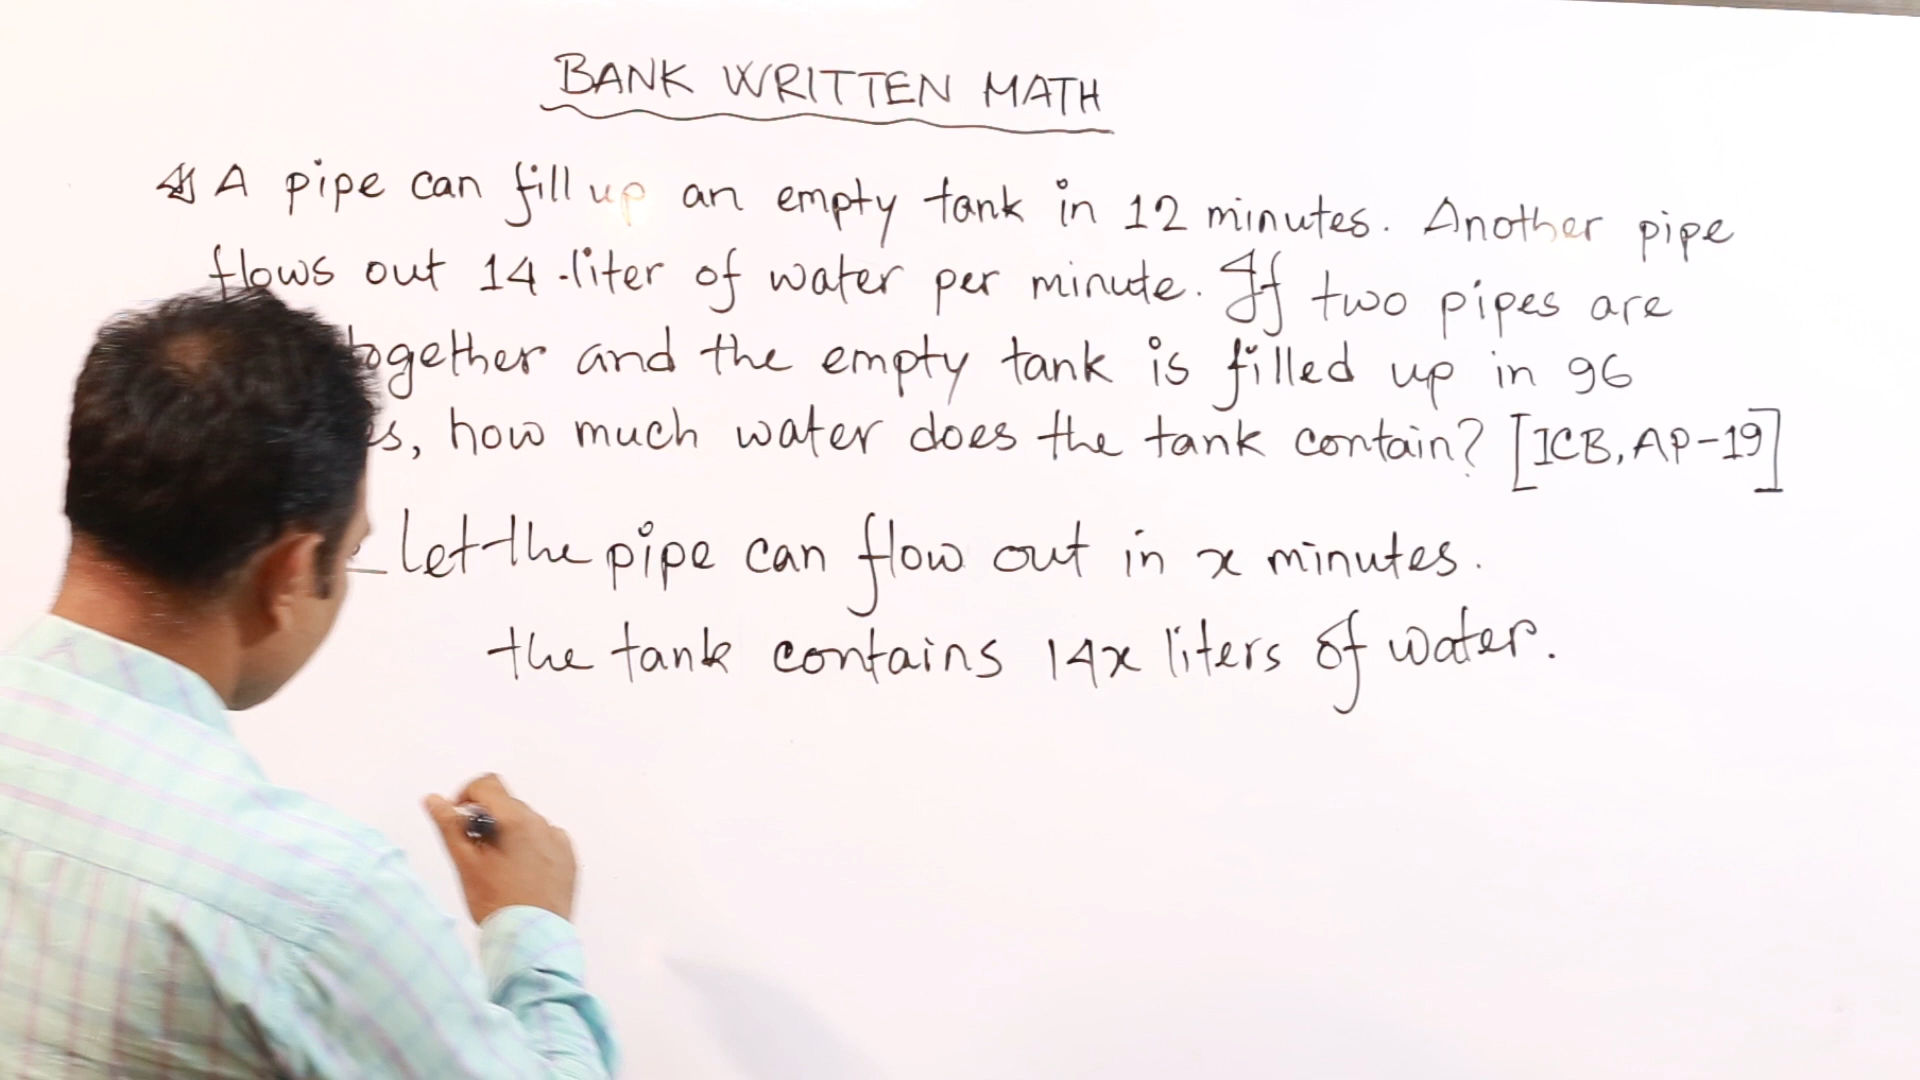 BANK WRITTEN MATH
A pipe can fill up an empty tank in 12 minutes. Another pipe
flows out 14 liter of water per minute. If two pipes are
together and the empty tank is filled up in 96
how much water does the tank contain? [ICB, AP-19]
Let the pipe can flow out in x minutes.
the tank contains 14x liters of water.